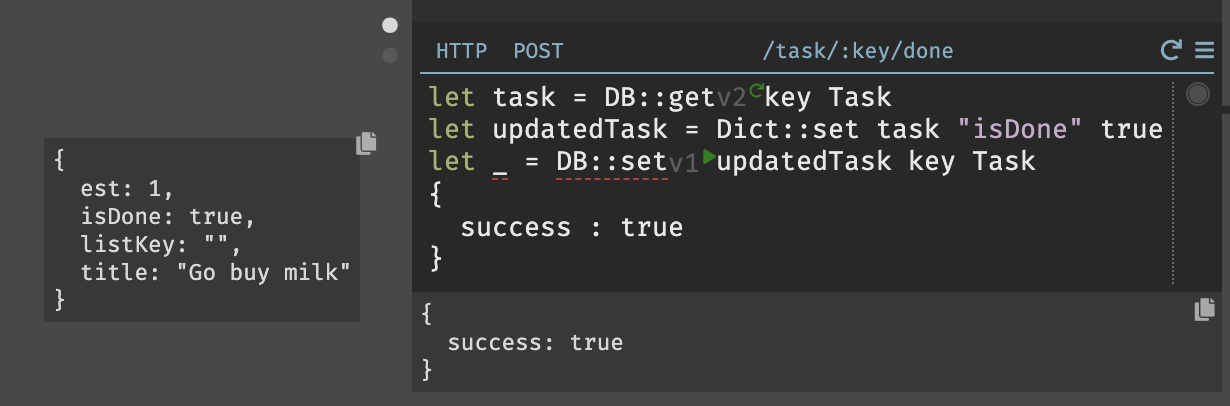 HTTP POST /task/:key/done
let task = DB::getv2 key Task
let updatedTask = Dict::set task "isDone" true
let _ = DB::setv1 updatedTask key Task
{
success : true
}
{
est: 1,
isDone: true,
listKey: "",
title: "Go buy milk"
}
{
success: true
}